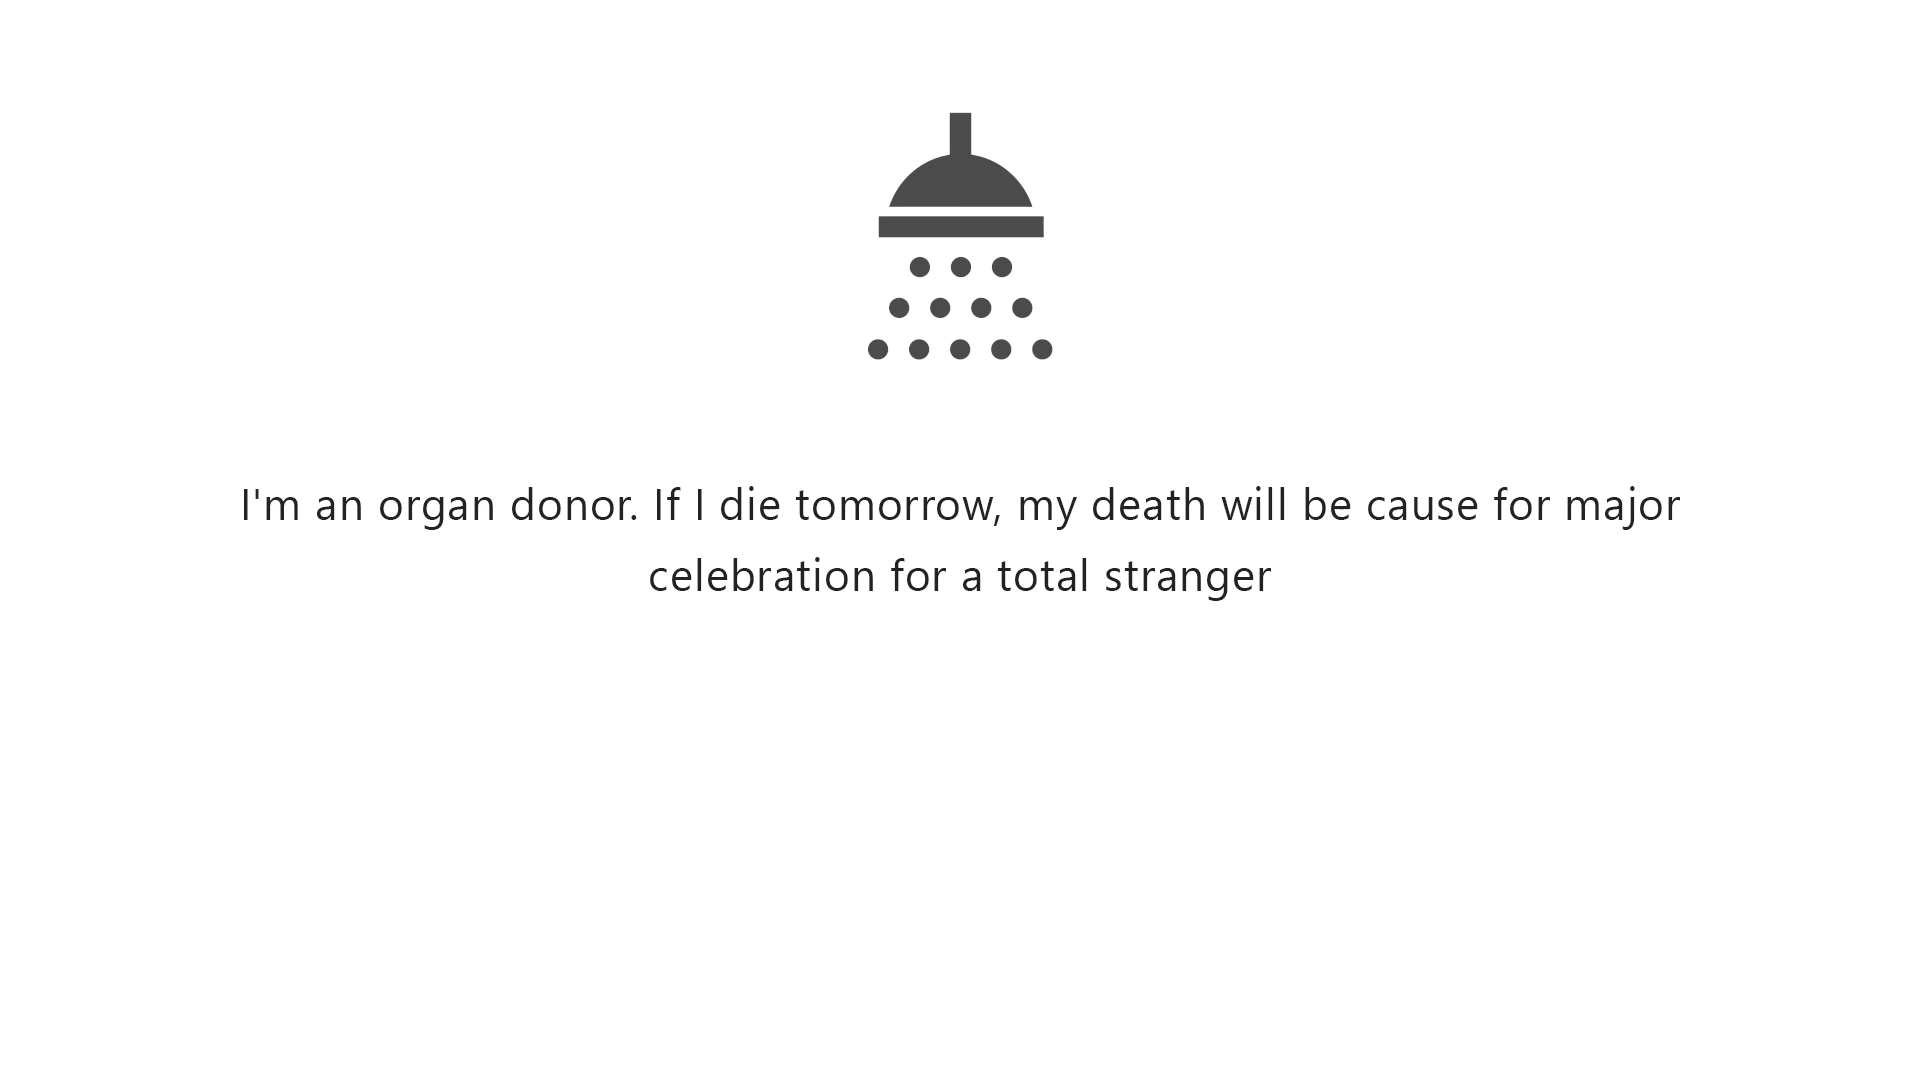 I'm an organ donor. If I die tomorrow, my death will be cause for major
celebration for a total stranger